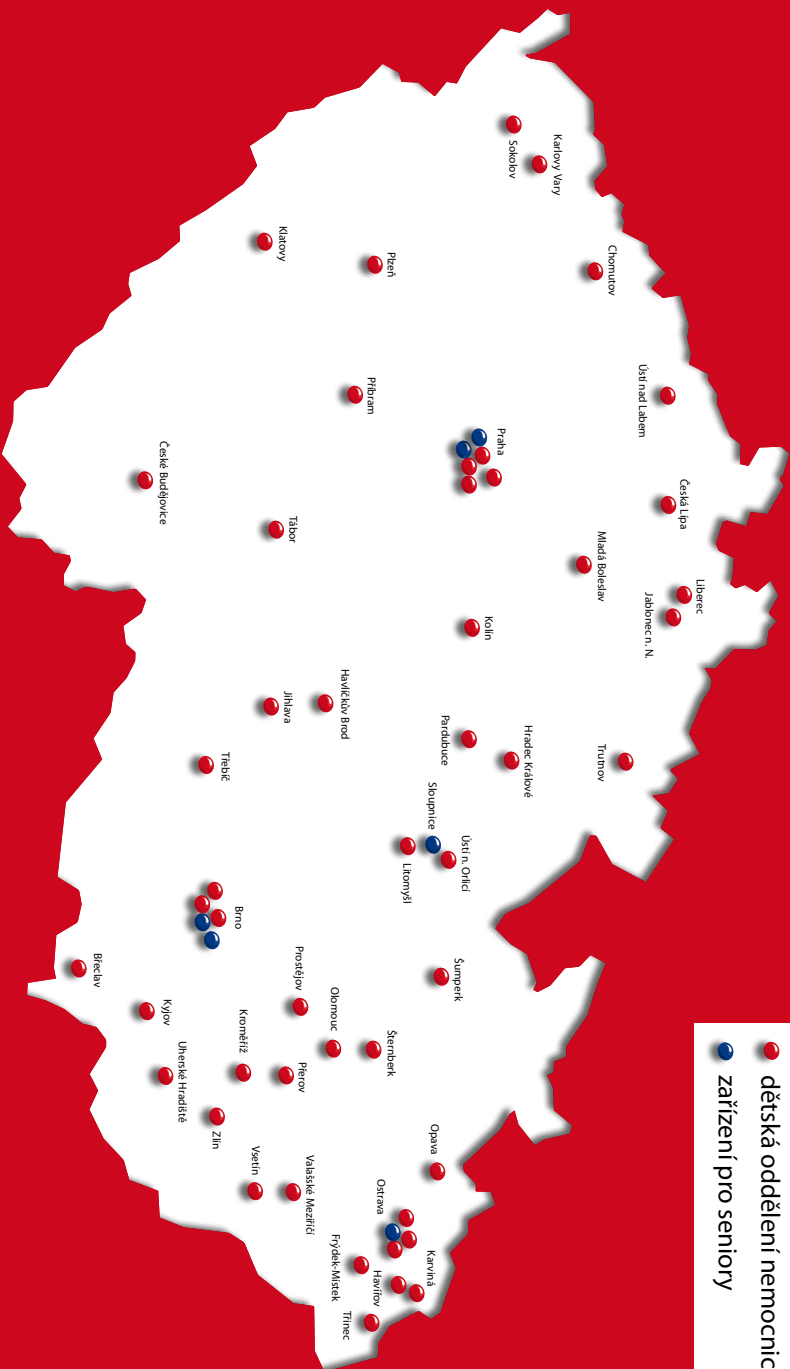 dětská oddělení nemocnic
zařízení pro seniory
Liberec
Jablonec n. N.
Česká Lípa
Ústí nad Labem
Trutnov
Chomutov
Mladá Boleslav
Karlovy Vary
Sokolov
Hradec Králové
Praha
Kolín
Pardubuce
Ústí n. Orlicí
Sloupnice
Litomyšl
Šumperk
Opava
Ostrava
Karviná
Havířov
Frýdek-Místek
Třinec
Plzeň
Příbram
Šternberk
Olomouc
Havlíčkův Brod
Prostějov
Přerov
Valašské Meziříčí
Klatovy
Tábor
Jihlava
Vsetín
Kroměříž
Zlín
Třebíč
Brno
Uherské Hradiště
Kyjov
České Budějovice
Břeclav